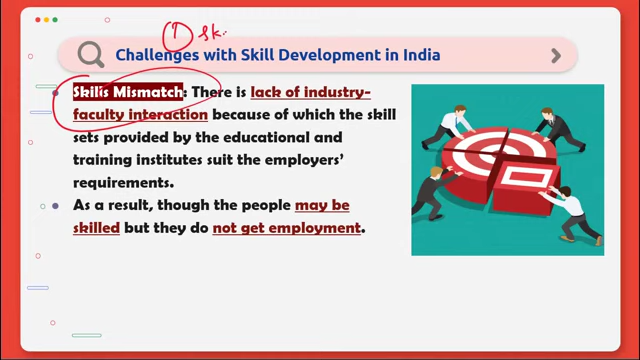 ① Sk
Challenges with Skill Development in India
Skills Mismatch: There is lack of industry-
faculty interaction because of which the skill
sets provided by the educational and
training institutes suit the employers'
requirements.
As a result, though the people may be
skilled but they do not get employment.